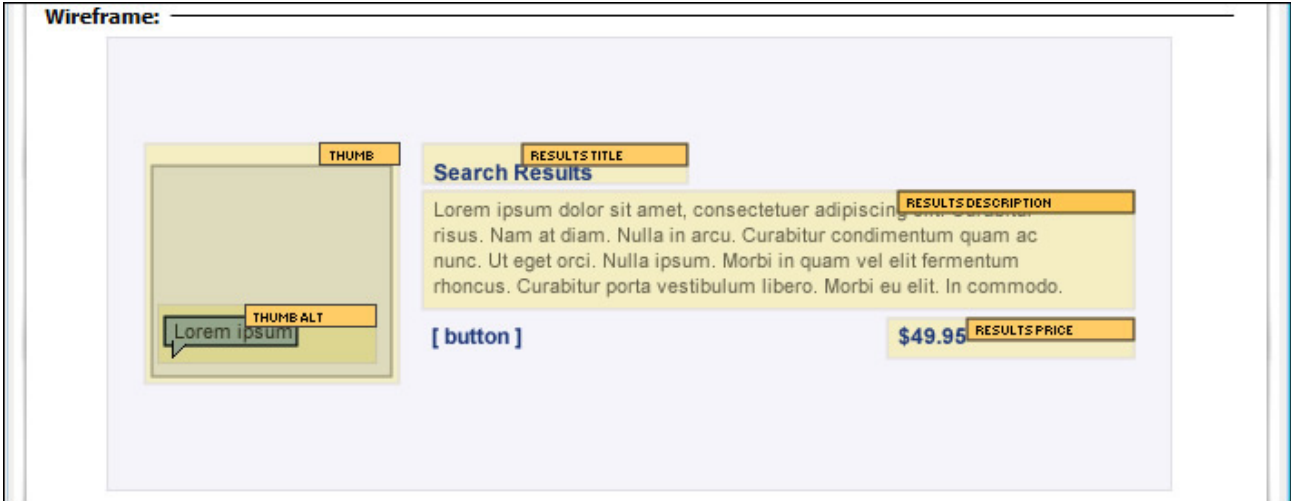 Wireframe:
THUMB
RESULTS TITLE
Search Results
RESULTS DESCRIPTION
Lorem ipsum dolor sit amet, consectetuer adipiscing
risus. Nam at diam. Nulla in arcu. Curabitur condimentum quam ac
nunc. Ut eget orci. Nulla ipsum. Morbi in quam vel elit fermentum
rhoncus. Curabitur porta vestibulum libero. Morbi eu elit. In commodo.
THUMB ALT
Lorem ipsum
[ button ]
$49.95
RESULTS PRICE